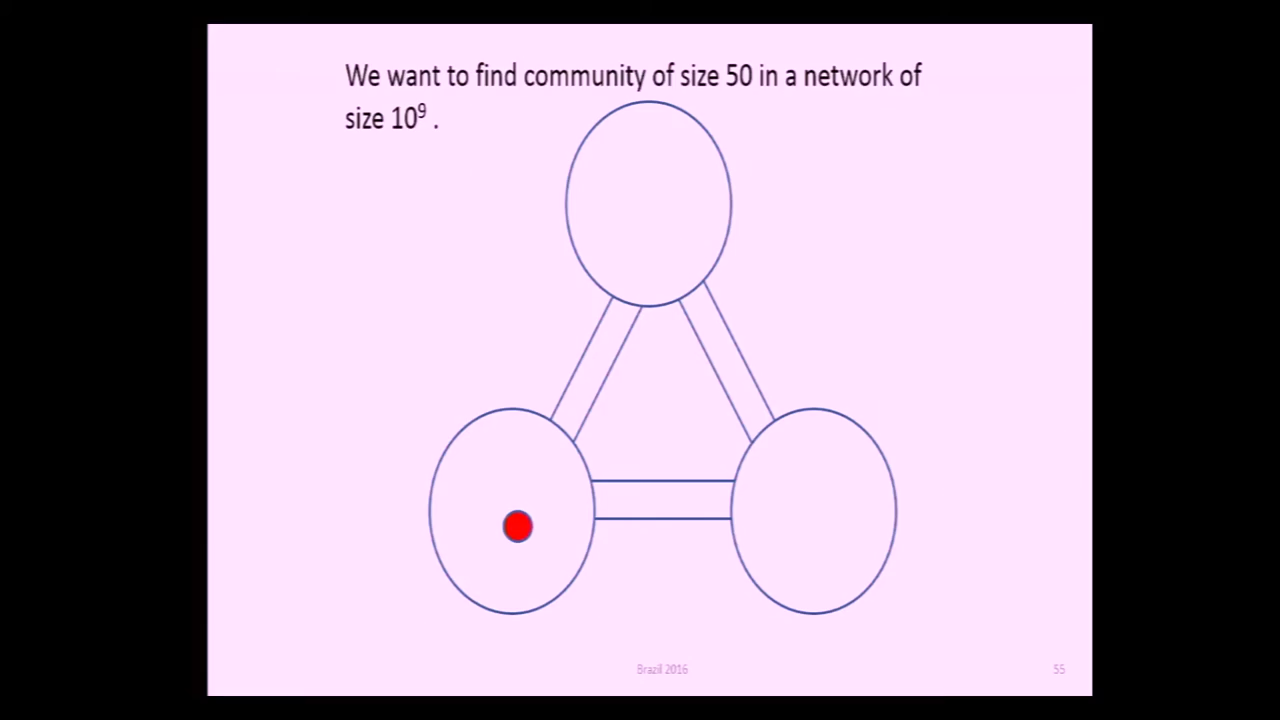 We want to find community of size 50 in a network of
size 10⁹ .
Brazil 2016
55